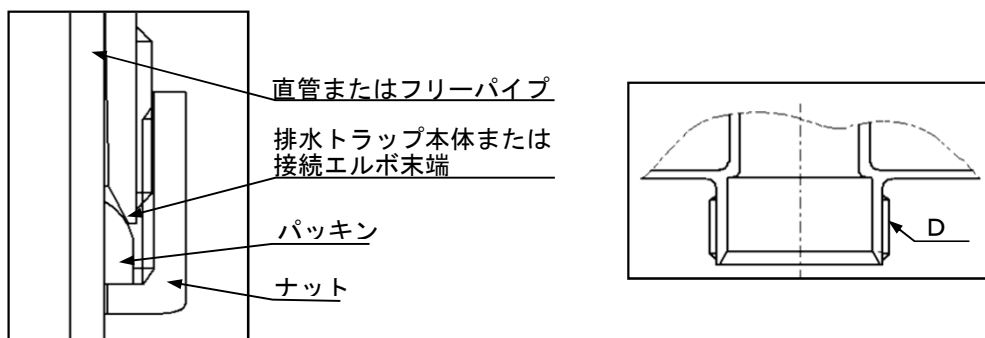 直管またはフリーパイプ
排水トラップ本体または
接続エルボ末端
パッキン
ナット
D